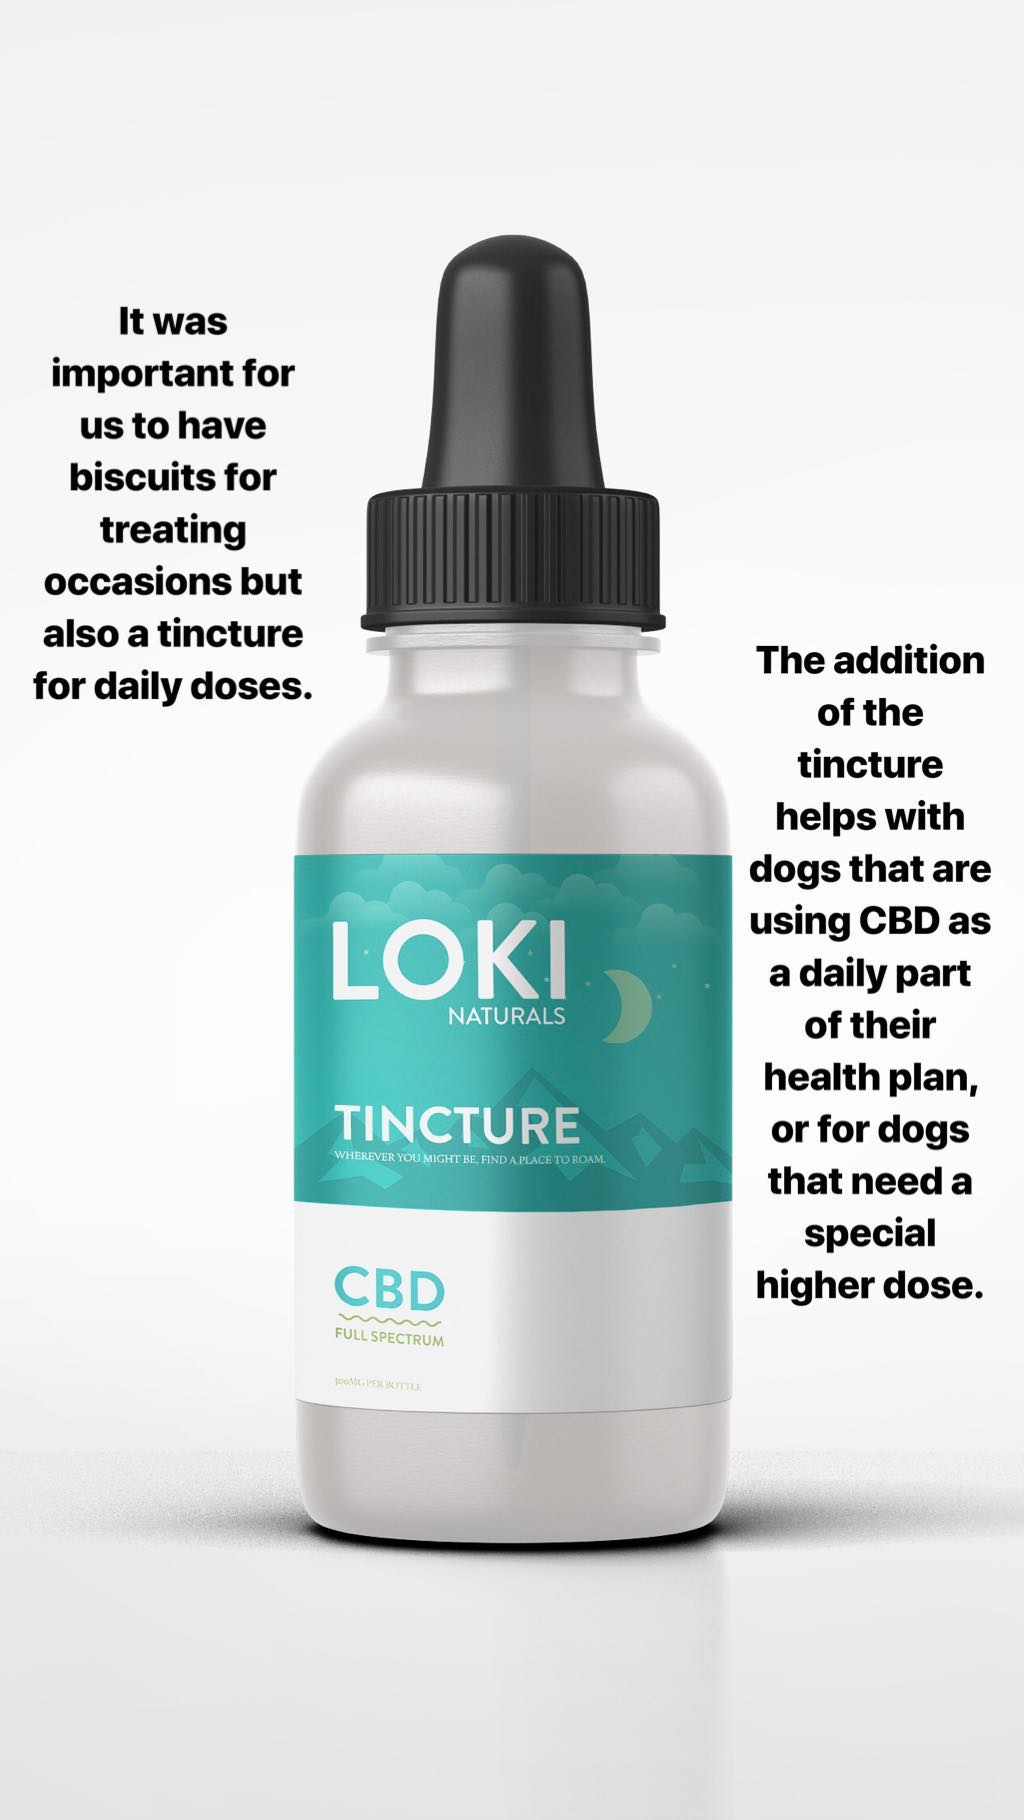 It was
important for
us to have
biscuits for
treating
occasions but
also a tincture
for daily doses.
The addition
of the
tincture
helps with
dogs that are
using CBD as
a daily part
of their
health plan,
or for dogs
that need a
special
higher dose.
LOKI
NATURALS
TINCTURE
WHEREVER YOU MIGHT BE, FIND A PLACE TO ROAM.
CBD
FULL SPECTRUM
300MG PER BOTTLE